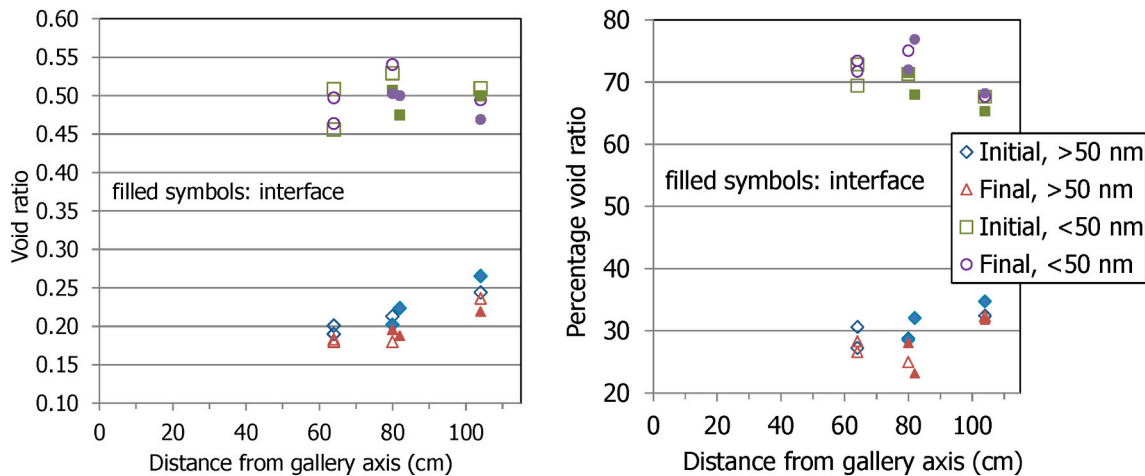 0.60
0.55
0.50
0.45
0.40
0.35
0.30
0.25
0.20
0.15
0.10
Void ratio
filled symbols: interface
0 20 40 60 80 100
Distance from gallery axis (cm)
80
70
60
50
40
30
20
Percentage void ratio
filled symbols: interface
0 20 40 60 80 100
Distance from gallery axis (cm)
Initial, >50 nm
Final, >50 nm
Initial, <50 nm
Final, <50 nm